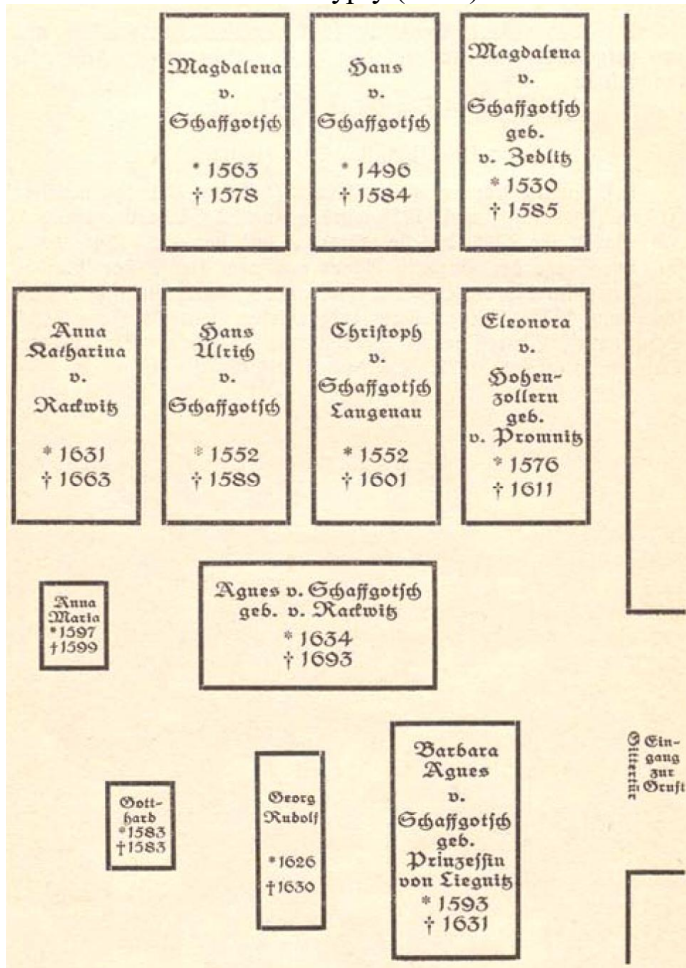 Magdalena
v.
Schaffgotsch
* 1563
† 1578
Hans
v.
Schaffgotsch
* 1496
† 1584
Magdalena
v.
Schaffgotsch
geb.
v. Zedlitz
* 1530
† 1585
Anna
Katharina
v.
Rackwitz
* 1631
† 1663
Hans
Ulrich
v.
Schaffgotsch
* 1552
† 1589
Christoph
v.
Schaffgotsch
Langenau
* 1552
† 1601
Eleonora
v.
Hohen-
zollern
geb.
v. Promnitz
* 1576
† 1611
Anna
Maria
*1597
†1599
Agnes v. Schaffgotsch
geb. v. Rackwitz
* 1634
† 1693
Gott-
hard
*1583
†1583
Georg
Rudolf
*1626
†1630
Barbara
Agnes
v.
Schaffgotsch
geb.
Prinzessin
von Liegnitz
* 1593
† 1631
Gittertür
Ein-
gang
zur
Gruft